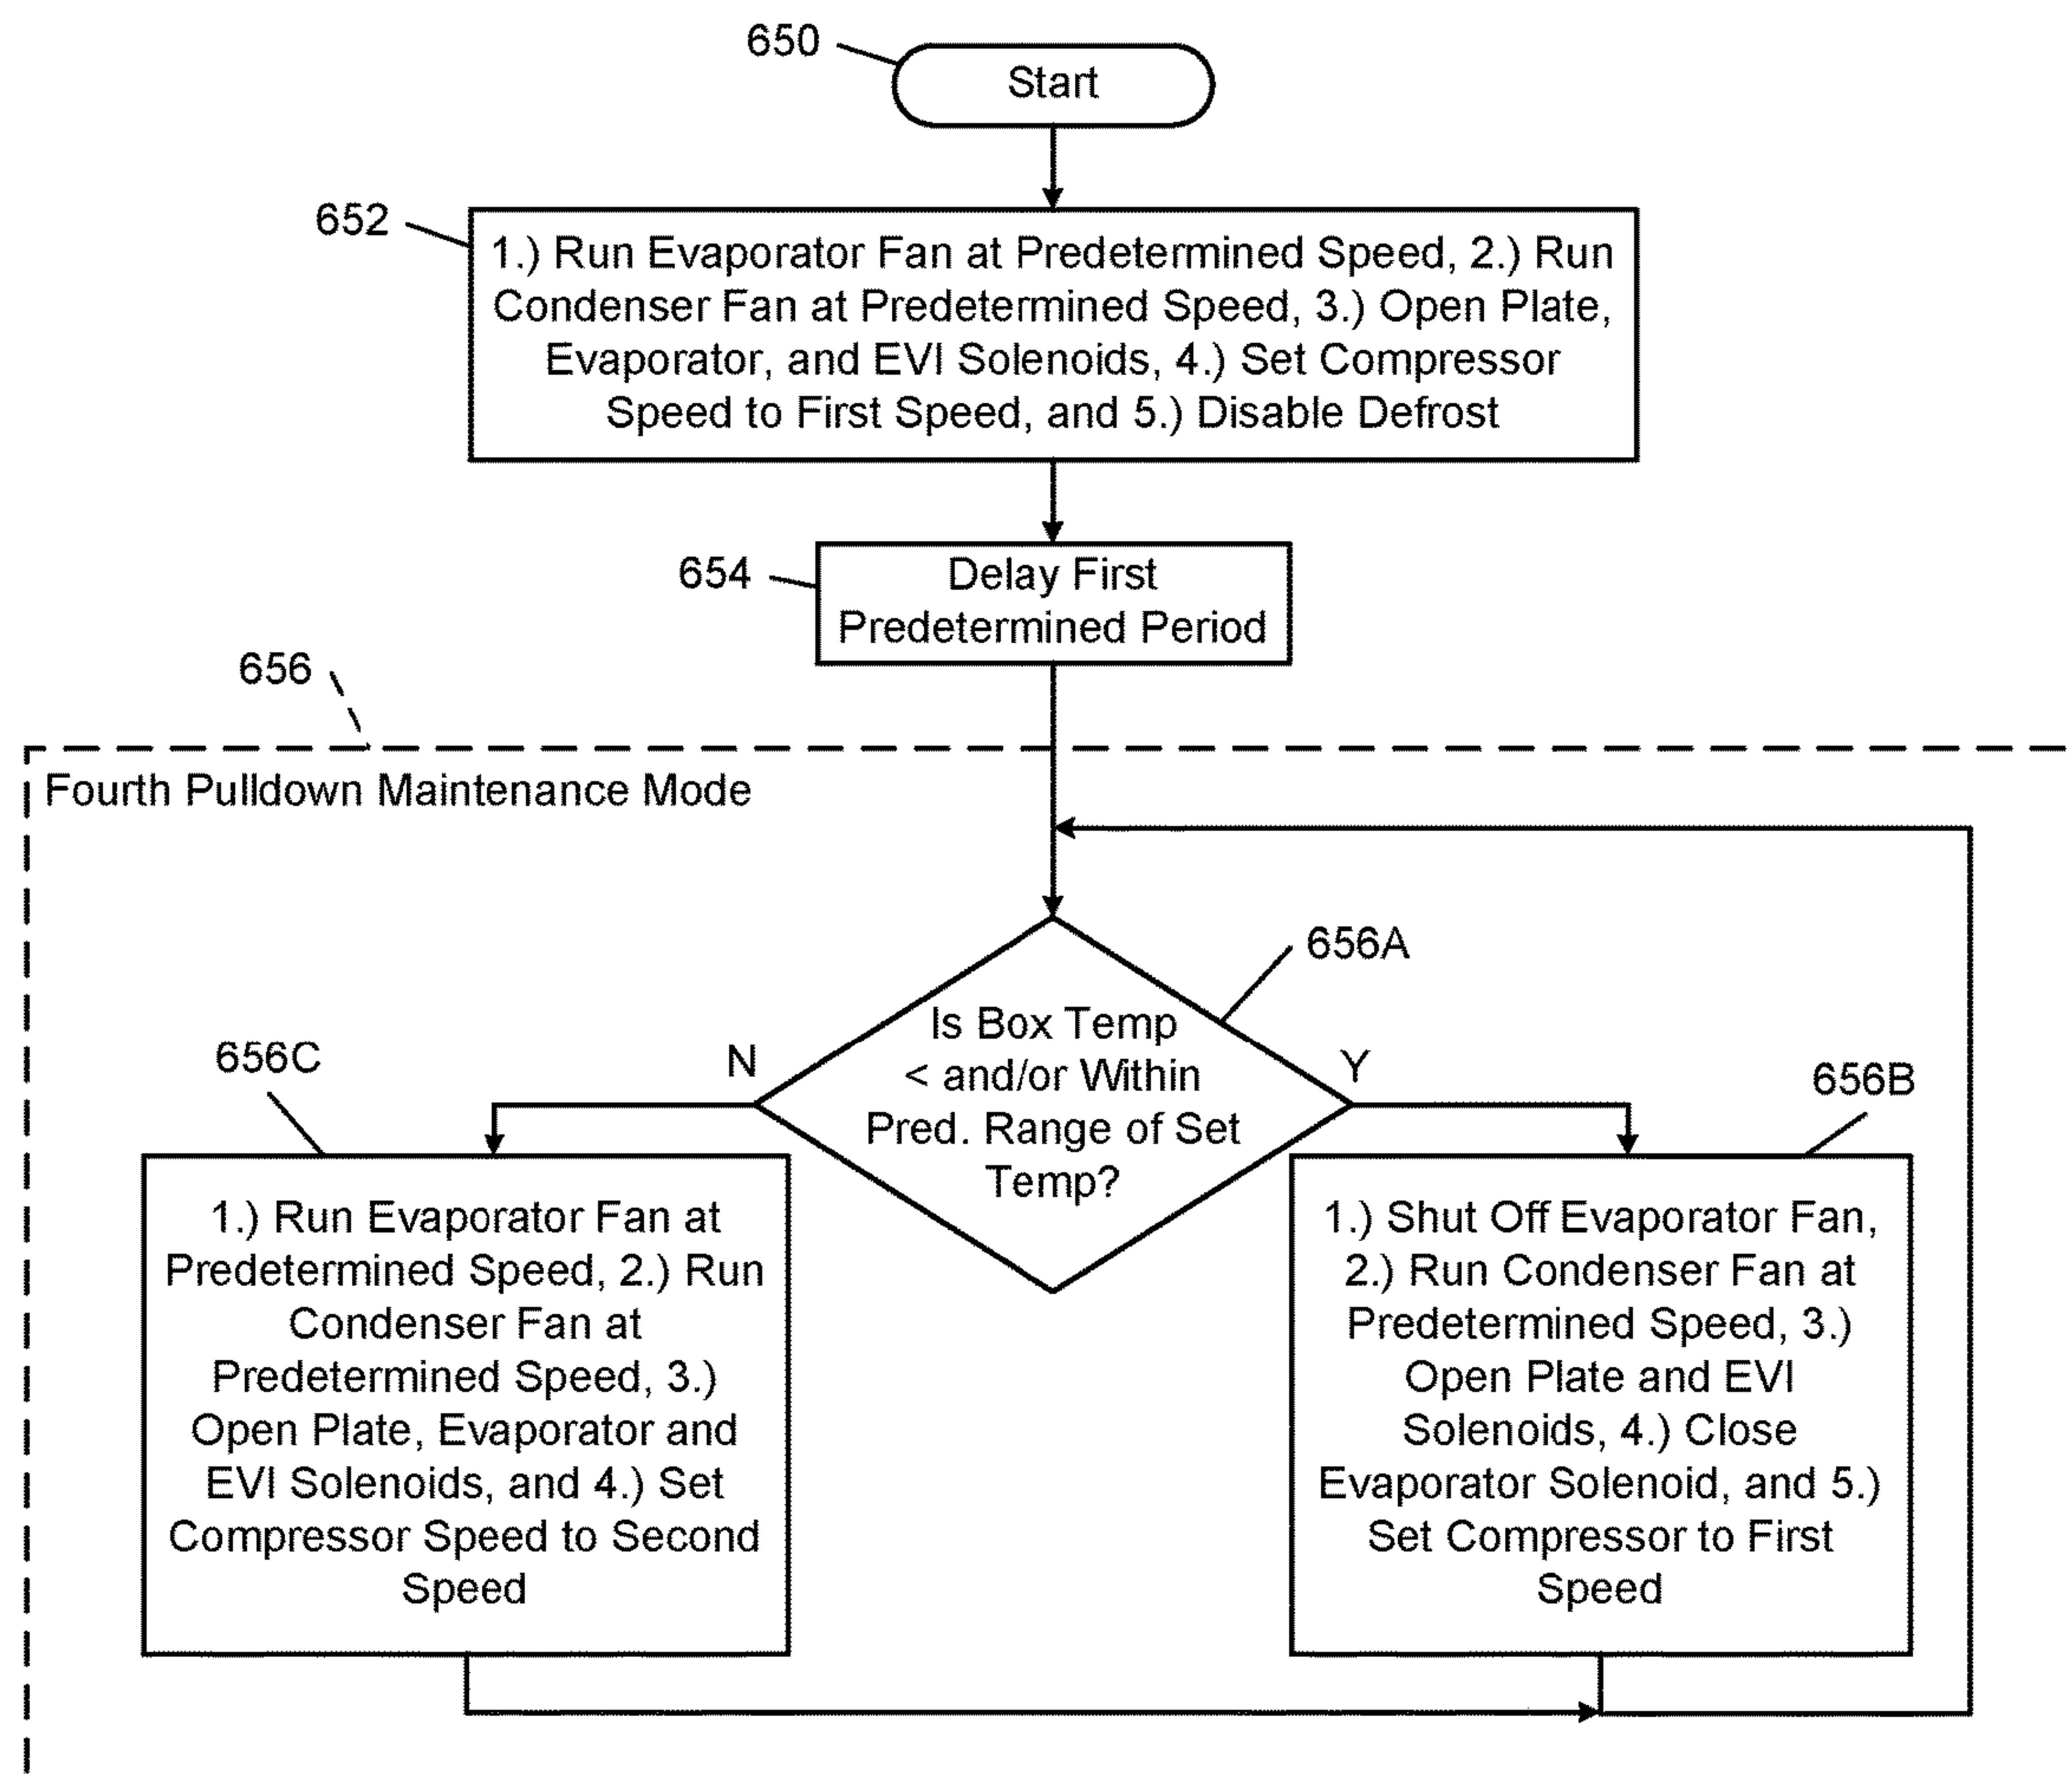 650
Start
652
1.) Run Evaporator Fan at Predetermined Speed, 2.) Run
Condenser Fan at Predetermined Speed, 3.) Open Plate,
Evaporator, and EVI Solenoids, 4.) Set Compressor
Speed to First Speed, and 5.) Disable Defrost
654
Delay First
Predetermined Period
656
Fourth Pulldown Maintenance Mode
656A
Is Box Temp
< and/or Within
Pred. Range of Set
Temp?
N
Y
656C
1.) Run Evaporator Fan at
Predetermined Speed, 2.) Run
Condenser Fan at
Predetermined Speed, 3.)
Open Plate, Evaporator and
EVI Solenoids, and 4.) Set
Compressor Speed to Second
Speed
656B
1.) Shut Off Evaporator Fan,
2.) Run Condenser Fan at
Predetermined Speed, 3.)
Open Plate and EVI
Solenoids, 4.) Close
Evaporator Solenoid, and 5.)
Set Compressor to First
Speed